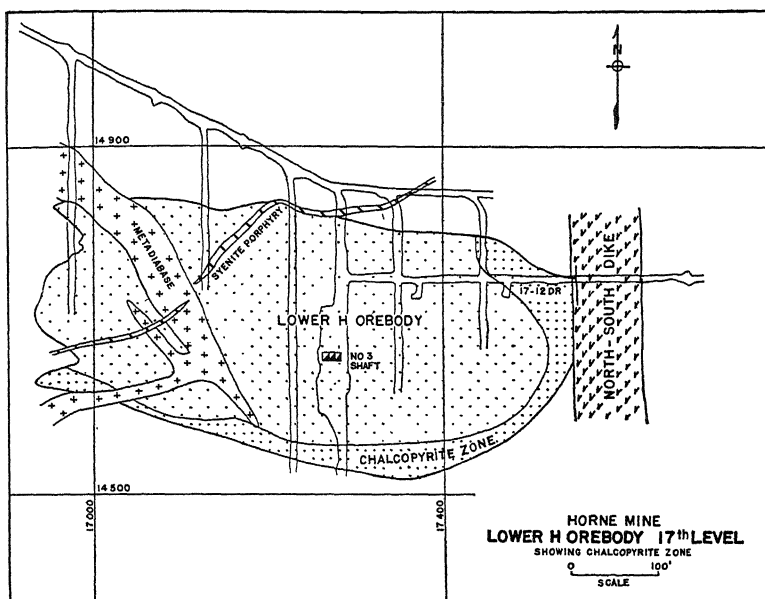 N
14 900
METADIABASE
SYENITE PORPHYRY
17-12 DR
NORTH-SOUTH DIKE
LOWER H OREBODY
NO 3
SHAFT
CHALCOPYRITE ZONE
14 500
17 000
17 400
HORNE MINE
LOWER H OREBODY 17th LEVEL
SHOWING CHALCOPYRITE ZONE
0 100'
SCALE